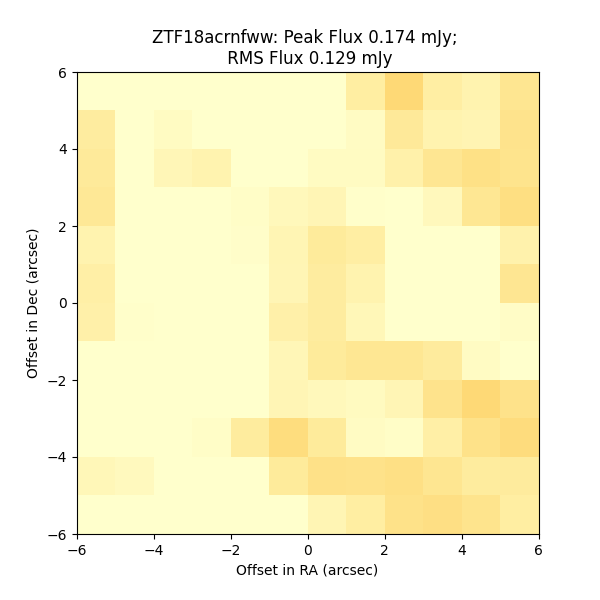 ZTF18acrnfww: Peak Flux 0.174 mJy;
RMS Flux 0.129 mJy
6
4
2
0
−2
−4
−6
Offset in Dec (arcsec)
−6 −4 −2 0 2 4 6
Offset in RA (arcsec)